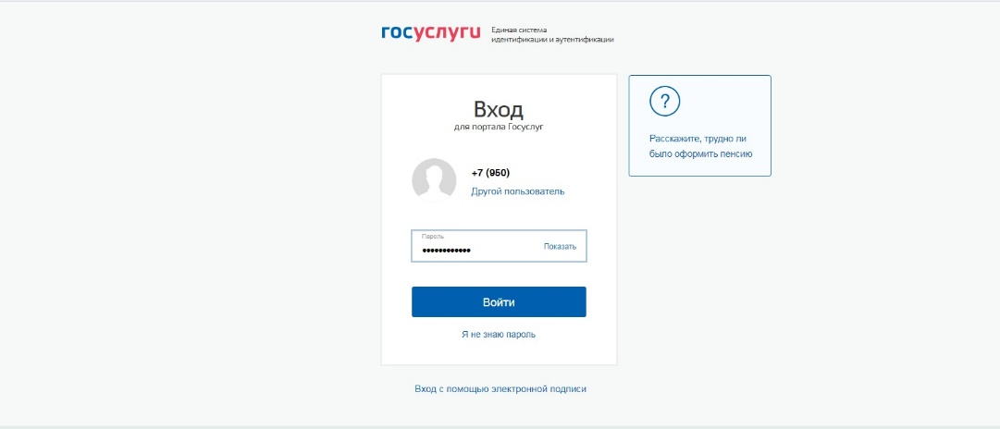 госуслуги
Единая система
идентификации и аутентификации
Вход
для портала Госуслуг
+7 (950)
Другой пользователь
Пароль
••••••••••••
Показать
Войти
Я не знаю пароль
Вход с помощью электронной подписи
?
Расскажите, трудно ли
было оформить пенсию